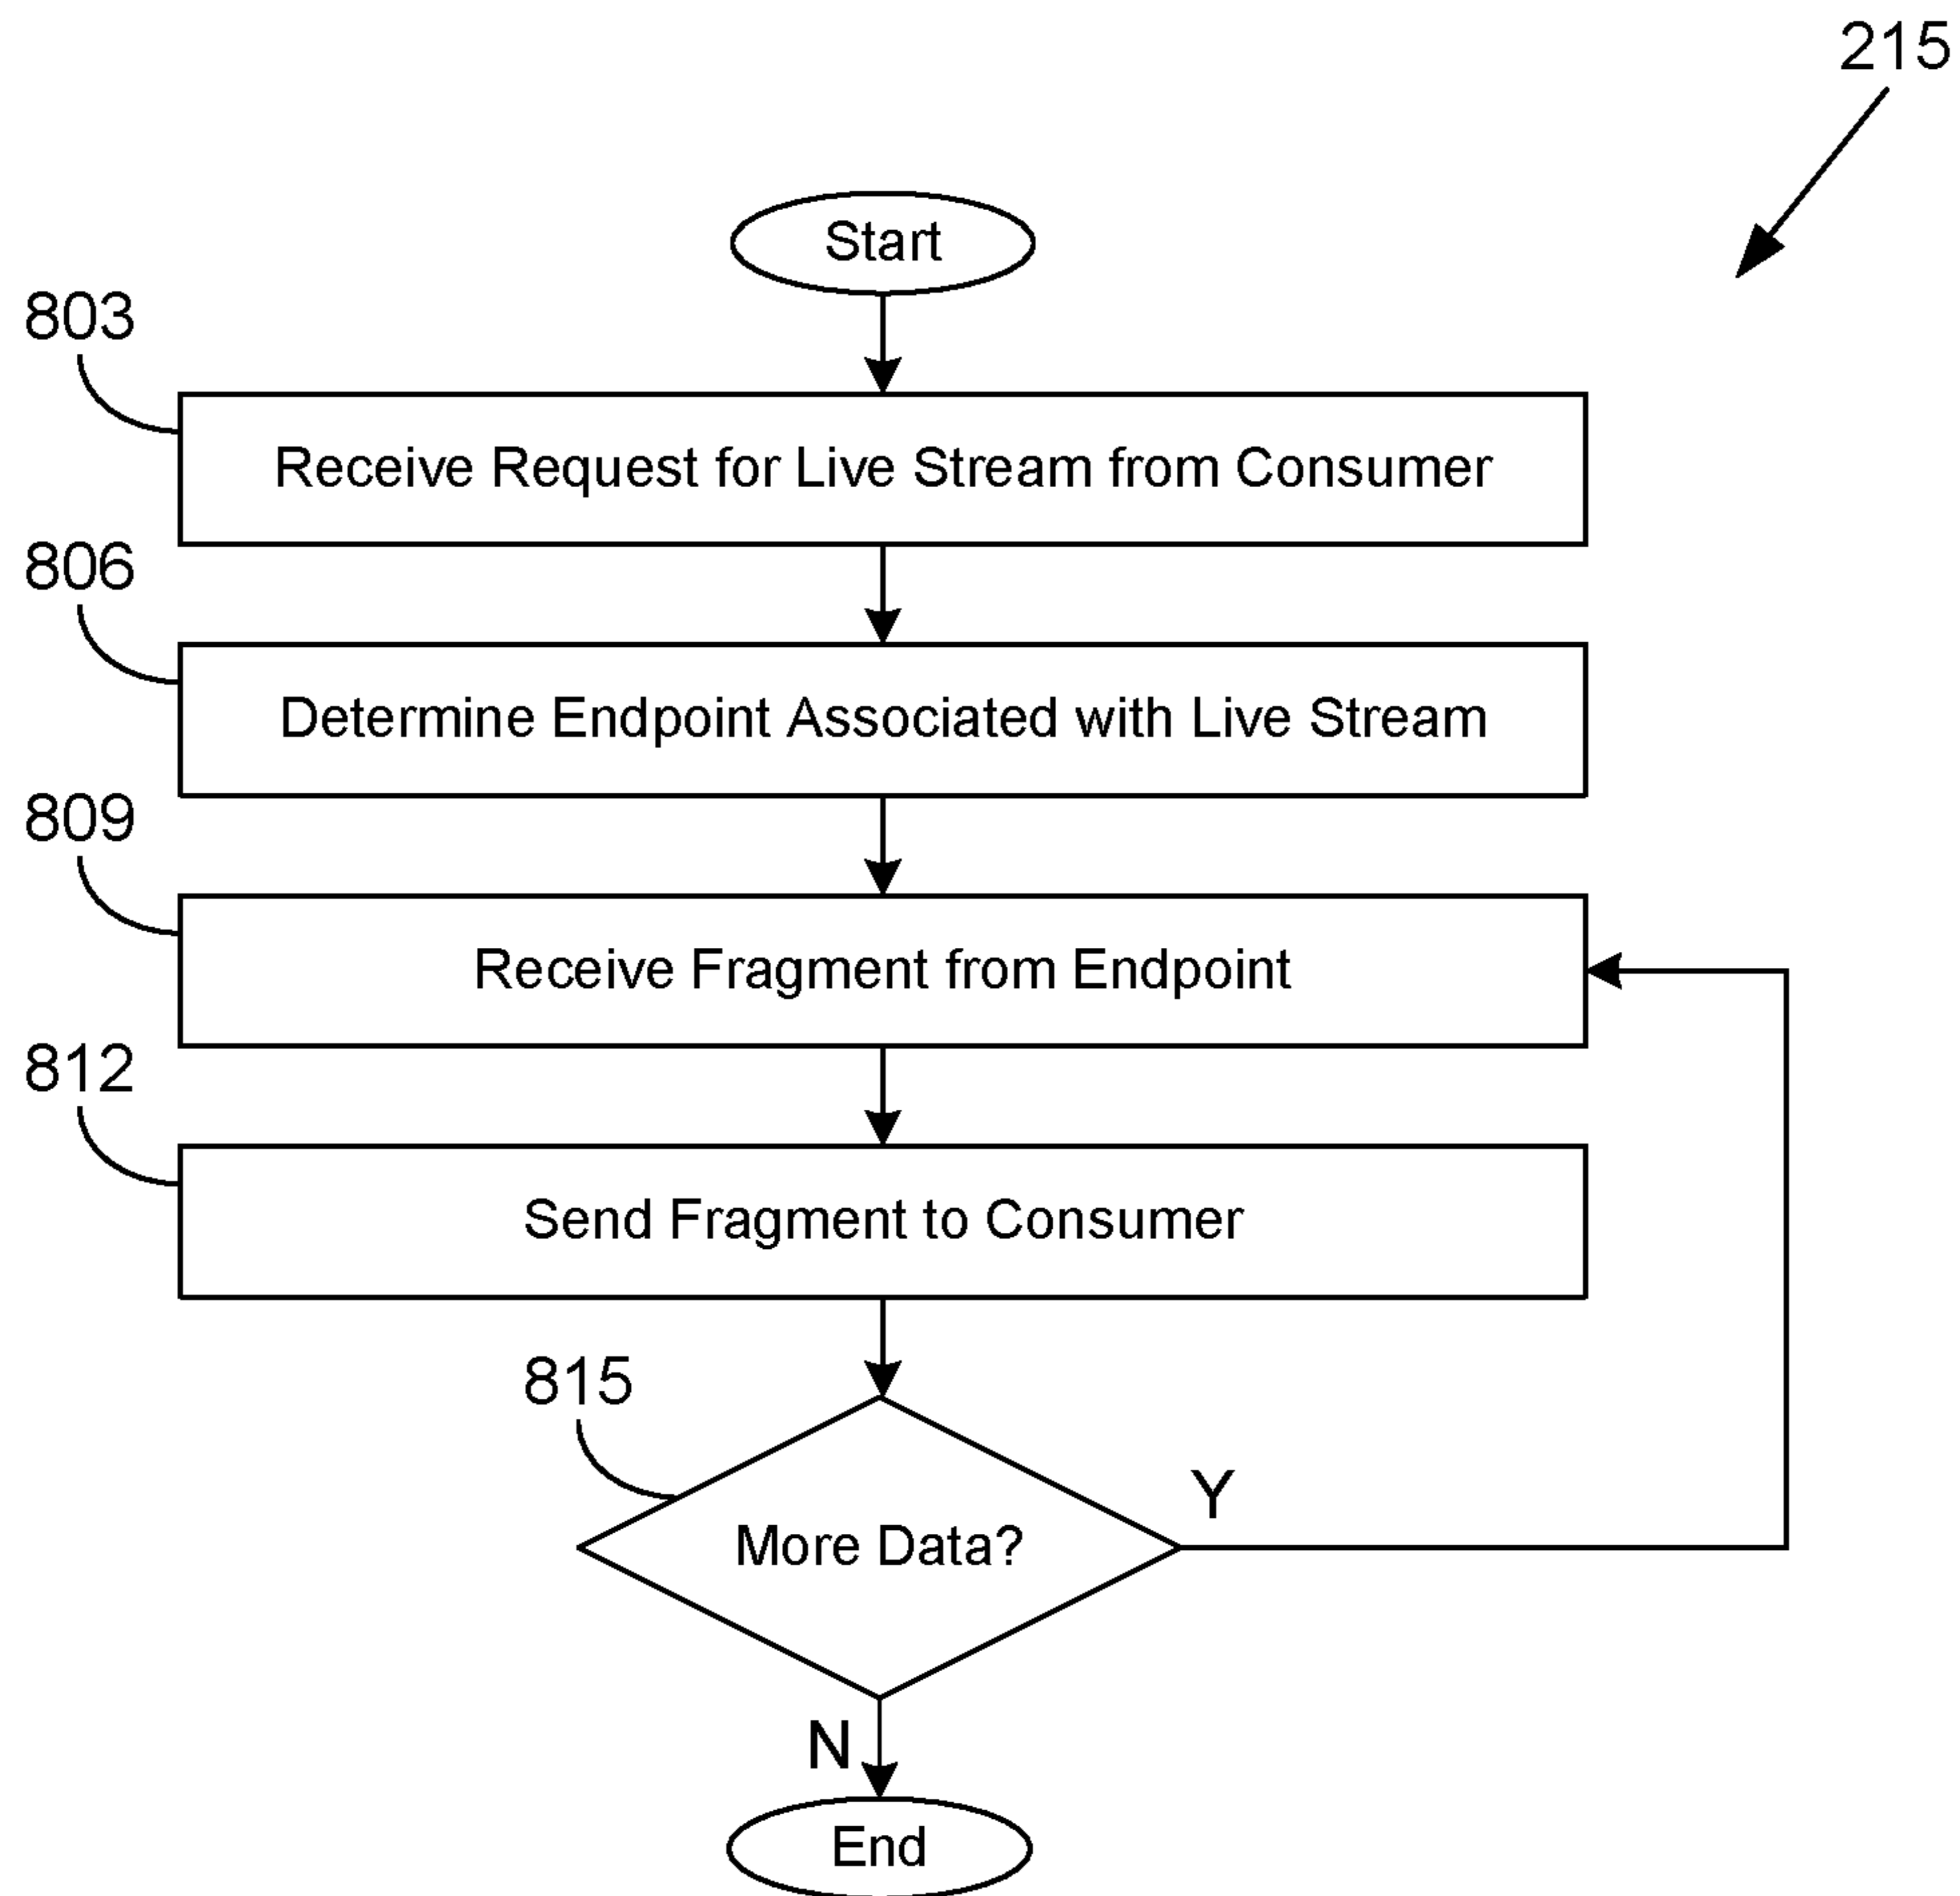 215
Start
803
Receive Request for Live Stream from Consumer
806
Determine Endpoint Associated with Live Stream
809
Receive Fragment from Endpoint
812
Send Fragment to Consumer
815
More Data?
Y
N
End